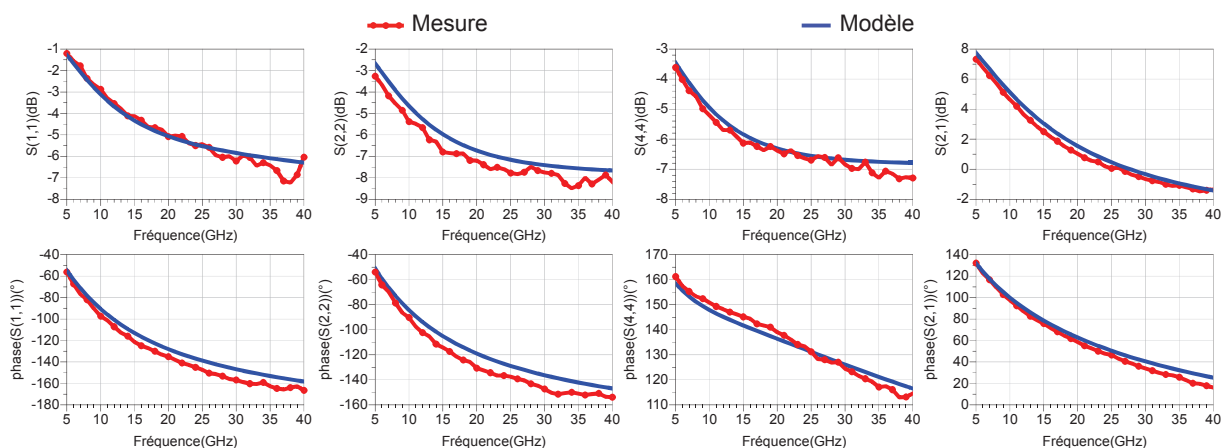 Mesure
Modèle
S(1,1)(dB)
-1
-2
-3
-4
-5
-6
-7
-8
5 10 15 20 25 30 35 40
Fréquence(GHz)
S(2,2)(dB)
-2
-3
-4
-5
-6
-7
-8
-9
5 10 15 20 25 30 35 40
Fréquence(GHz)
S(4,4)(dB)
-3
-4
-5
-6
-7
-8
5 10 15 20 25 30 35 40
Fréquence(GHz)
S(2,1)(dB)
8
6
4
2
0
-2
5 10 15 20 25 30 35 40
Fréquence(GHz)
phase(S(1,1))(°)
-40
-60
-80
-100
-120
-140
-160
-180
5 10 15 20 25 30 35 40
Fréquence(GHz)
phase(S(2,2))(°)
-40
-60
-80
-100
-120
-140
-160
5 10 15 20 25 30 35 40
Fréquence(GHz)
phase(S(4,4))(°)
170
160
150
140
130
120
110
5 10 15 20 25 30 35 40
Fréquence(GHz)
phase(S(2,1))(°)
140
120
100
80
60
40
20
0
5 10 15 20 25 30 35 40
Fréquence(GHz)